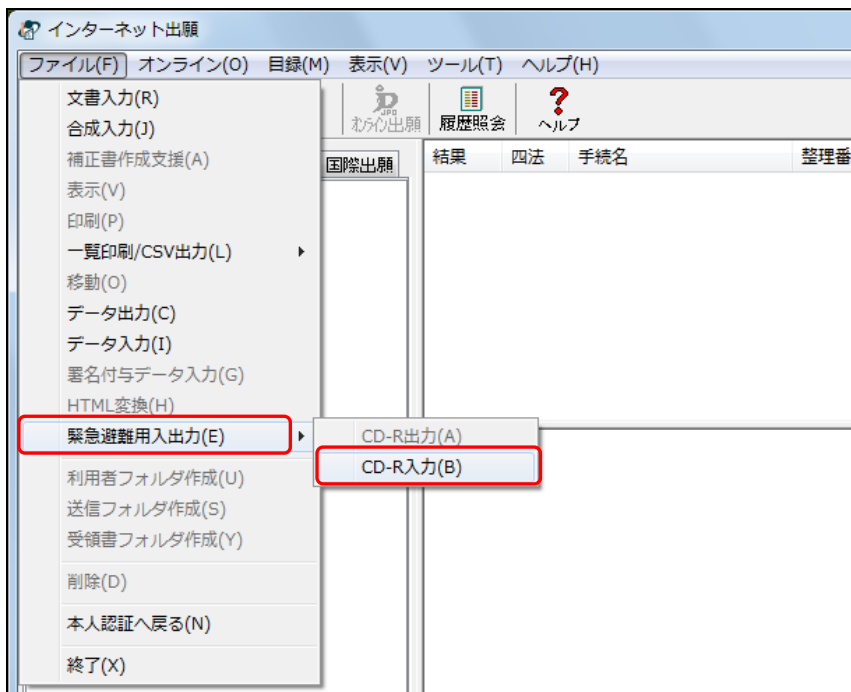 インターネット出願
ファイル(F) オンライン(O) 目録(M) 表示(V) ツール(T) ヘルプ(H)
オンライン出願 履歴照会 ヘルプ
国際出願 結果 四法 手続名 整理番
文書入力(R)
合成入力(J)
補正書作成支援(A)
表示(V)
印刷(P)
一覧印刷/CSV出力(L)
移動(O)
データ出力(C)
データ入力(I)
署名付与データ入力(G)
HTML変換(H)
緊急避難用入出力(E)
CD-R出力(A)
CD-R入力(B)
利用者フォルダ作成(U)
送信フォルダ作成(S)
受領書フォルダ作成(Y)
削除(D)
本人認証へ戻る(N)
終了(X)